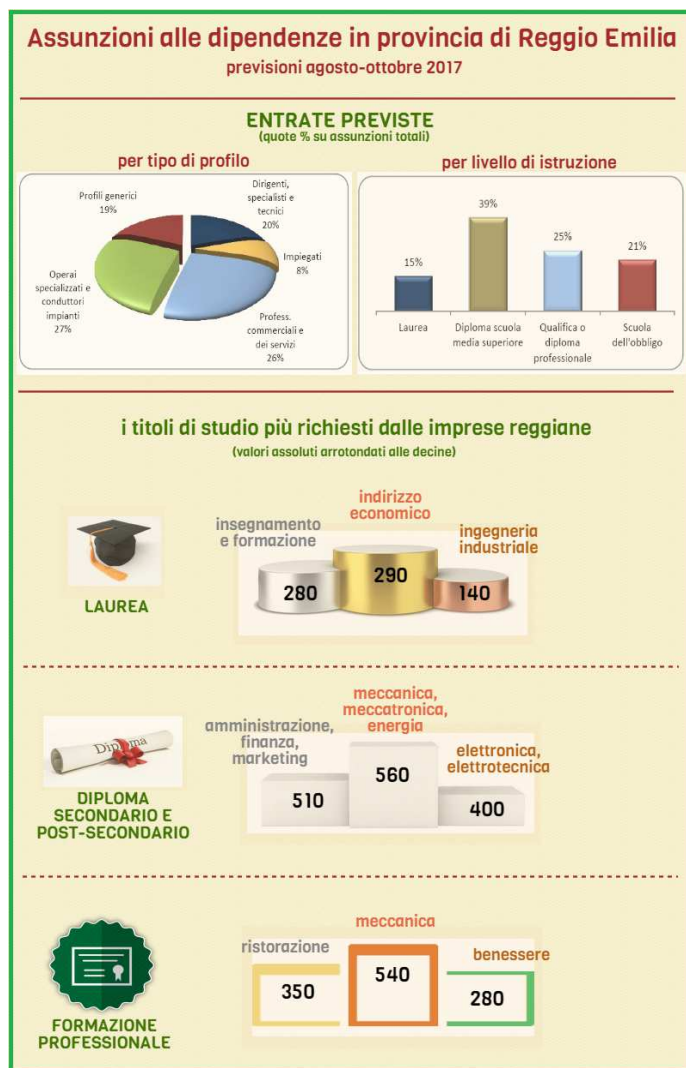 Assunzioni alle dipendenze in provincia di Reggio Emilia
previsioni agosto-ottobre 2017
ENTRATE PREVISTE
(quote % su assunzioni totali)
per tipo di profilo
Profili generici
19%
Dirigenti,
specialisti e
tecnici
20%
Impiegati
8%
Operai
specializzati e
conduttori
impianti
27%
Profess.
commerciali e
dei servizi
26%
per livello di istruzione
15%
39%
25%
21%
Laurea
Diploma scuola
media superiore
Qualifica o
diploma
professionale
Scuola
dell'obbligo
i titoli di studio più richiesti dalle imprese reggiane
(valori assoluti arrotondati alle decine)
LAUREA
insegnamento
e formazione
280
indirizzo
economico
290
ingegneria
industriale
140
Diploma
DIPLOMA
SECONDARIO E
POST-SECONDARIO
amministrazione,
finanza,
marketing
510
meccanica,
meccatronica,
energia
560
elettronica,
elettrotecnica
400
FORMAZIONE
PROFESSIONALE
ristorazione
350
meccanica
540
benessere
280